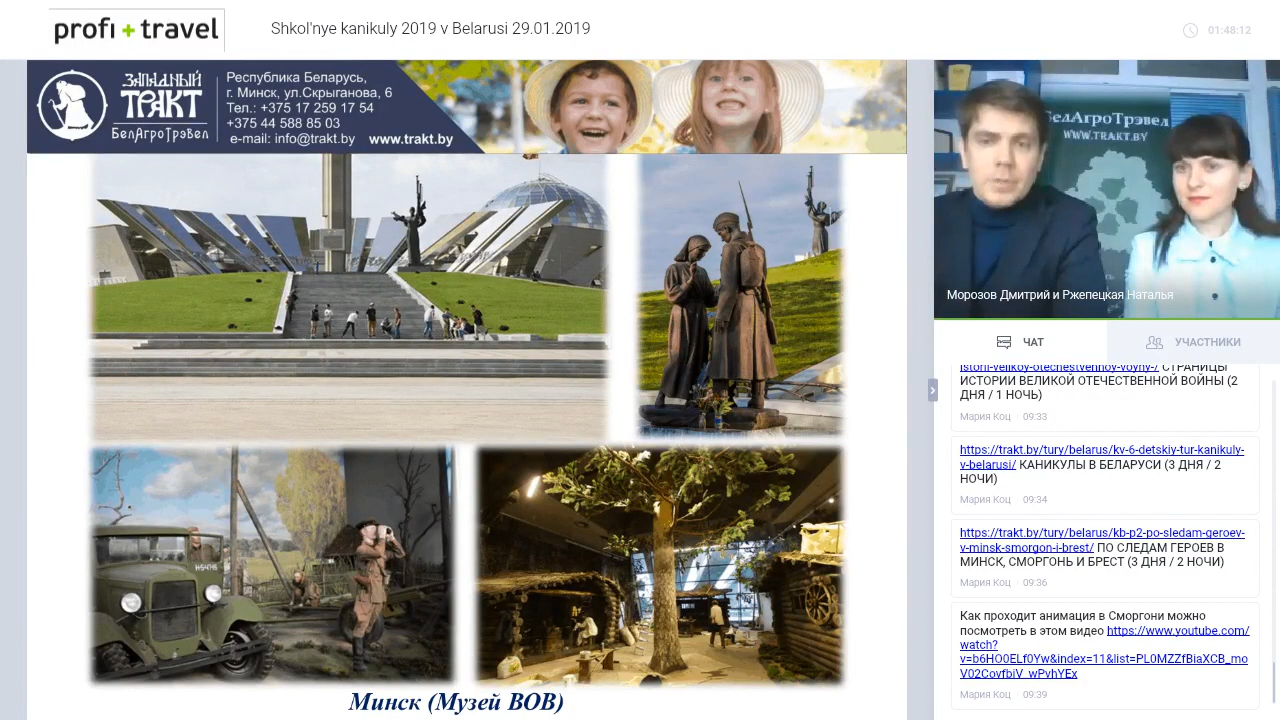 profi + travel
Shkol'nye kanikuly 2019 v Belarusi 29.01.2019
01:48:12
ЗАПАДНЫЙ
ТРАКТ
БелАгроТрэвел
Республика Беларусь,
г. Минск, ул.Скрыганова, 6
Тел.: +375 17 259 17 54
+375 44 588 85 03
e-mail: info@trakt.by www.trakt.by
Минск (Музей ВОВ)
БелАгроТрэвел
WWW.TRAKT.BY
Морозов Дмитрий и Ржепецкая Наталья
ЧАТ
УЧАСТНИКИ
istorii-velikoy-otechestvennoy-voyny-/ СТРАНИЦЫ
ИСТОРИИ ВЕЛИКОЙ ОТЕЧЕСТВЕННОЙ ВОЙНЫ (2
ДНЯ / 1 НОЧЬ)
Мария Коц 09:33
https://trakt.by/tury/belarus/kv-6-detskiy-tur-kanikuly-
v-belarusi/ КАНИКУЛЫ В БЕЛАРУСИ (3 ДНЯ / 2
НОЧИ)
Мария Коц 09:34
https://trakt.by/tury/belarus/kb-p2-po-sledam-geroev-
v-minsk-smorgon-i-brest/ ПО СЛЕДАМ ГЕРОЕВ В
МИНСК, СМОРГОНЬ И БРЕСТ (3 ДНЯ / 2 НОЧИ)
Мария Коц 09:36
Как проходит анимация в Сморгони можно
посмотреть в этом видео https://www.youtube.com/
watch?
v=b6HO0ELf0Yw&index=11&list=PL0MZZfBiaXCB_mo
V02CovfbiV_wPvhYEx
Мария Коц 09:39